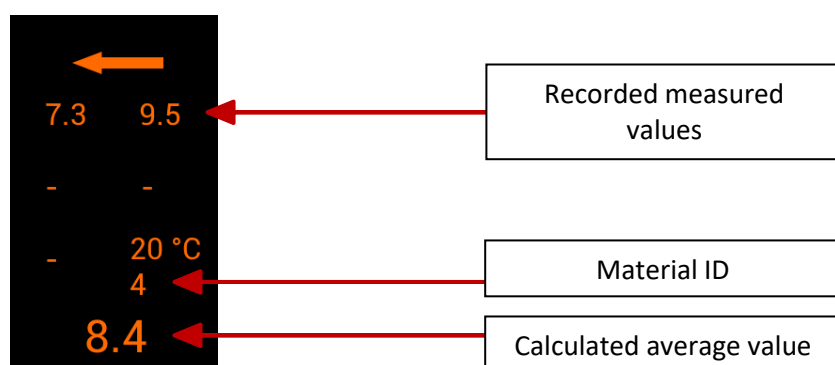 7.3 9.5
Recorded measured
values
- -
- 20 °C
4
Material ID
8.4
Calculated average value